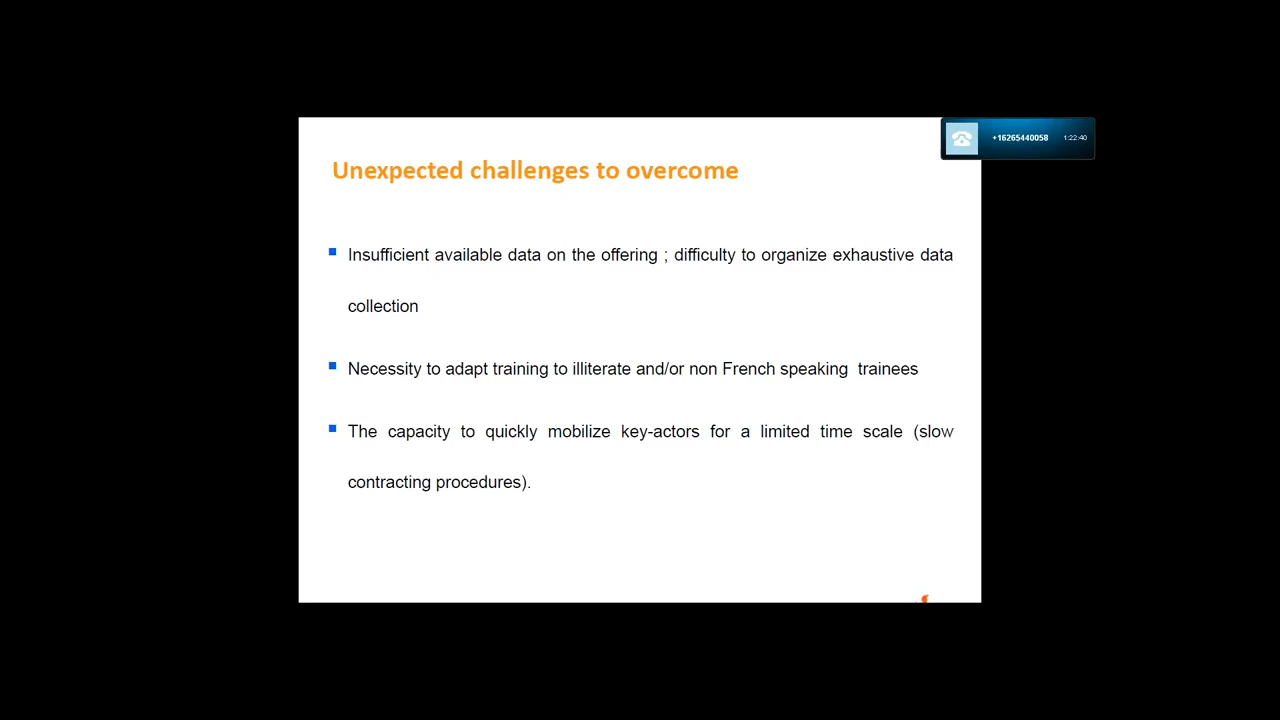 +16265440058 1:22:40
Unexpected challenges to overcome
Insufficient available data on the offering ; difficulty to organize exhaustive data
collection
Necessity to adapt training to illiterate and/or non French speaking  trainees
The capacity to quickly mobilize key-actors for a limited time scale (slow
contracting procedures).